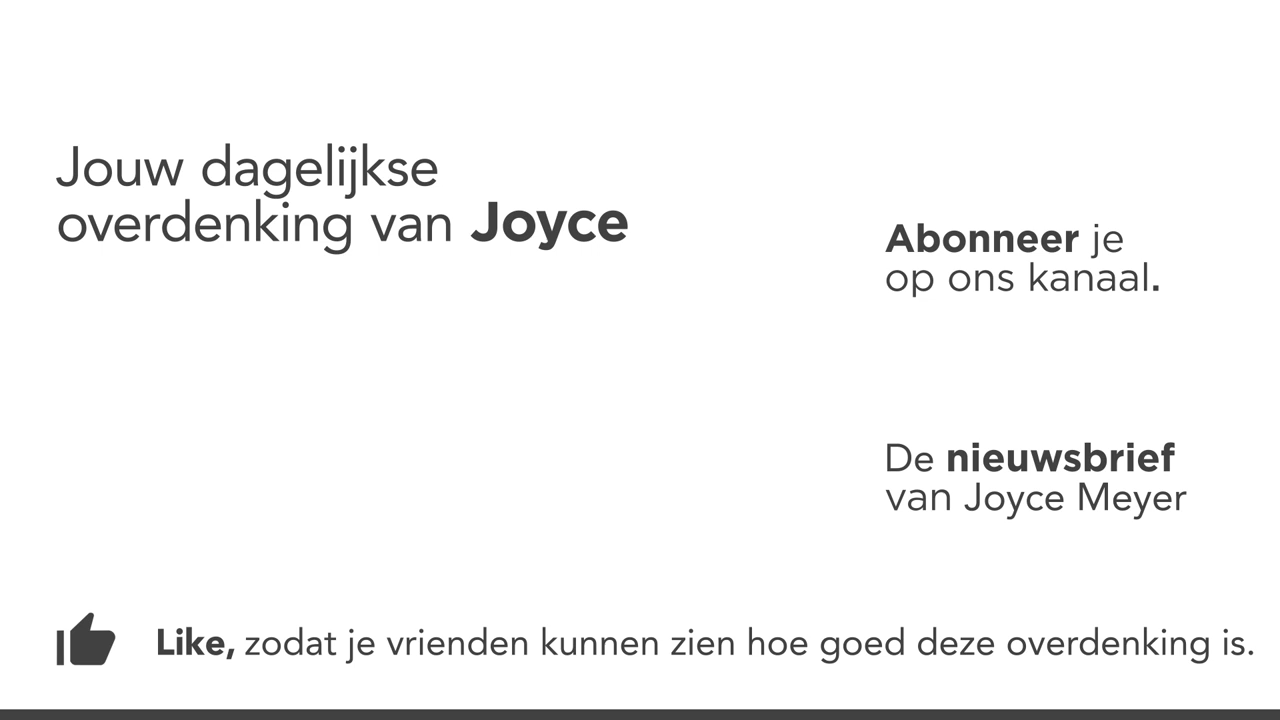 Jouw dagelijkse
overdenking van Joyce
Abonneer je
op ons kanaal.
De nieuwsbrief
van Joyce Meyer
Like, zodat je vrienden kunnen zien hoe goed deze overdenking is.